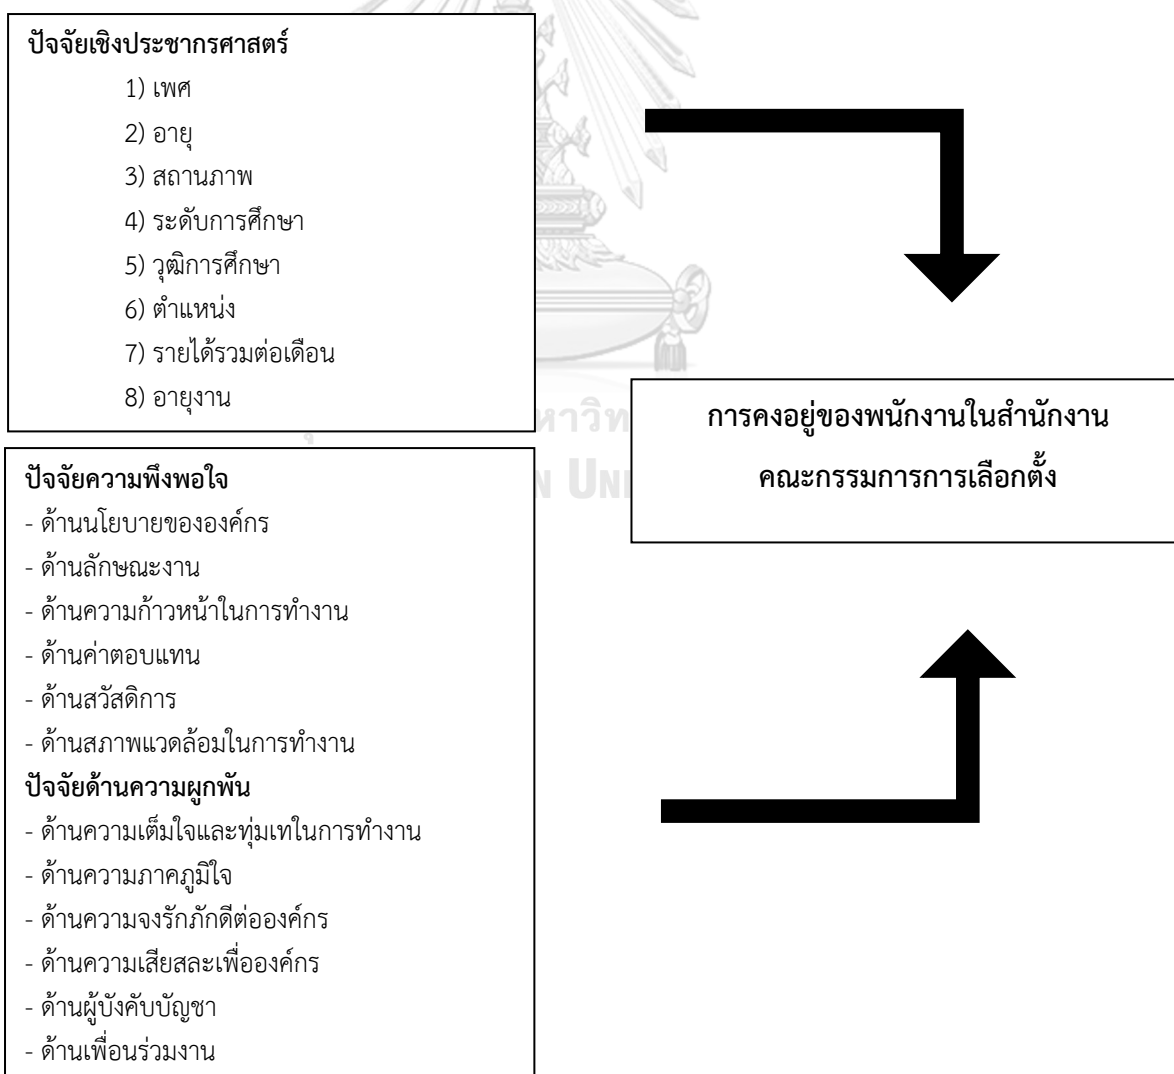 ปัจจัยเชิงประชากรศาสตร์
1) เพศ
2) อายุ
3) สถานภาพ
4) ระดับการศึกษา
5) วุฒิการศึกษา
6) ตำแหน่ง
7) รายได้รวมต่อเดือน
8) อายุงาน
ปัจจัยความพึงพอใจ
- ด้านนโยบายขององค์กร
- ด้านลักษณะงาน
- ด้านความก้าวหน้าในการทำงาน
- ด้านค่าตอบแทน
- ด้านสวัสดิการ
- ด้านสภาพแวดล้อมในการทำงาน
ปัจจัยด้านความผูกพัน
- ด้านความเต็มใจและทุ่มเทในการทำงาน
- ด้านความภาคภูมิใจ
- ด้านความจงรักภักดีต่อองค์กร
- ด้านความเสียสละเพื่อองค์กร
- ด้านผู้บังคับบัญชา
- ด้านเพื่อนร่วมงาน
การคงอยู่ของพนักงานในสำนักงาน
คณะกรรมการการเลือกตั้ง